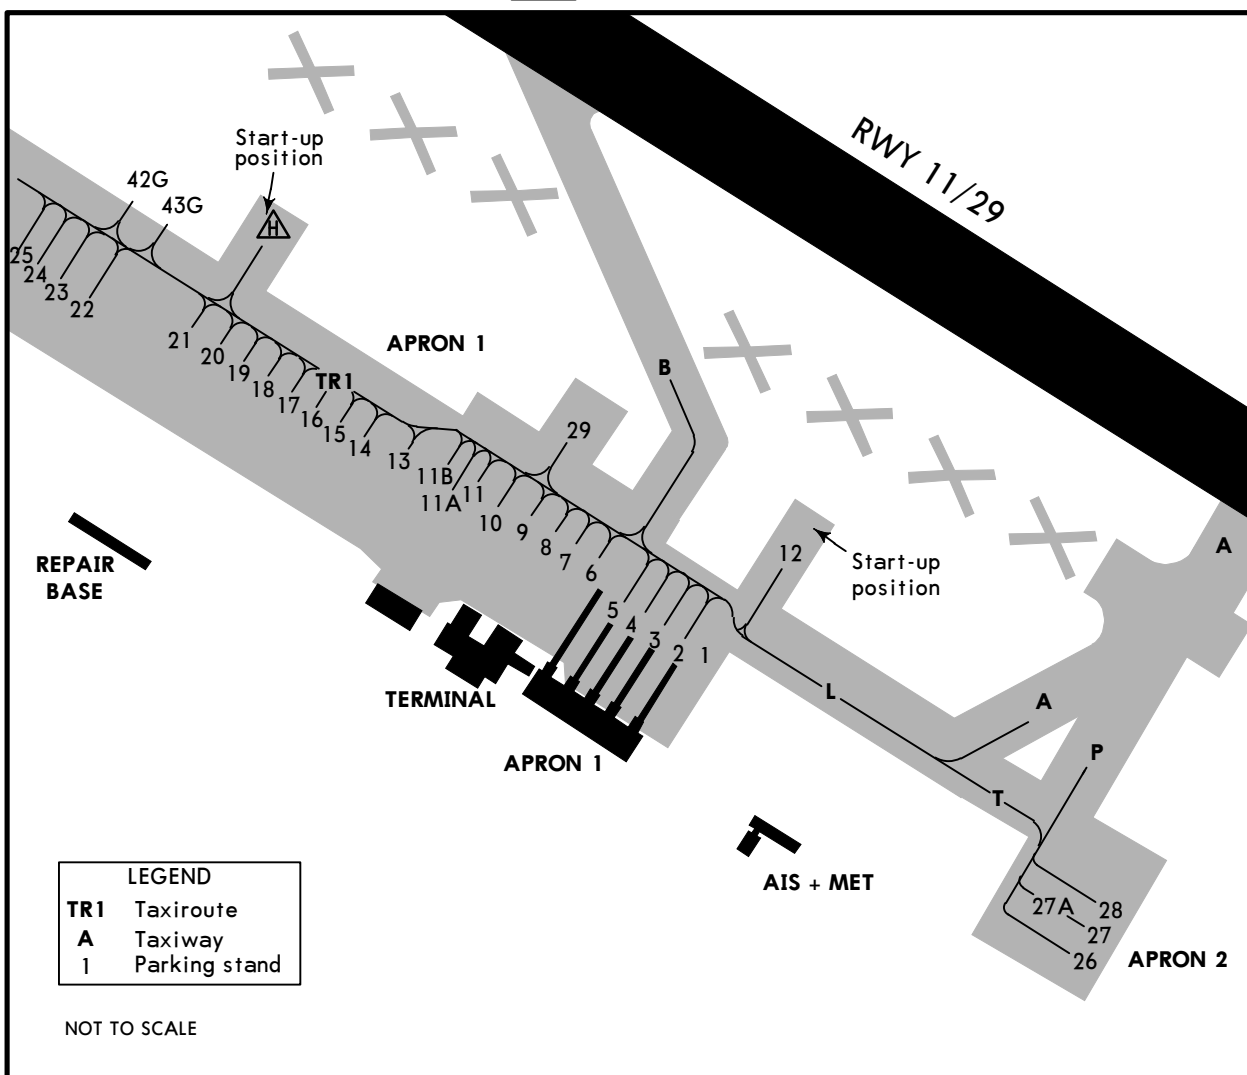 RWY 11/29
Start-up
position
H
42G
43G
25
24
23
22
21
20
19
18
17
16
15
14
13
11B
11A
11
10
9
8
7
6
5
4
3
2
1
TR1
APRON 1
29
B
12
Start-up
position
A
REPAIR
BASE
TERMINAL
APRON 1
L
A
P
T
AIS + MET
27A
28
27
26
APRON 2
LEGEND
TR1 Taxiroute
A Taxiway
1 Parking stand
NOT TO SCALE